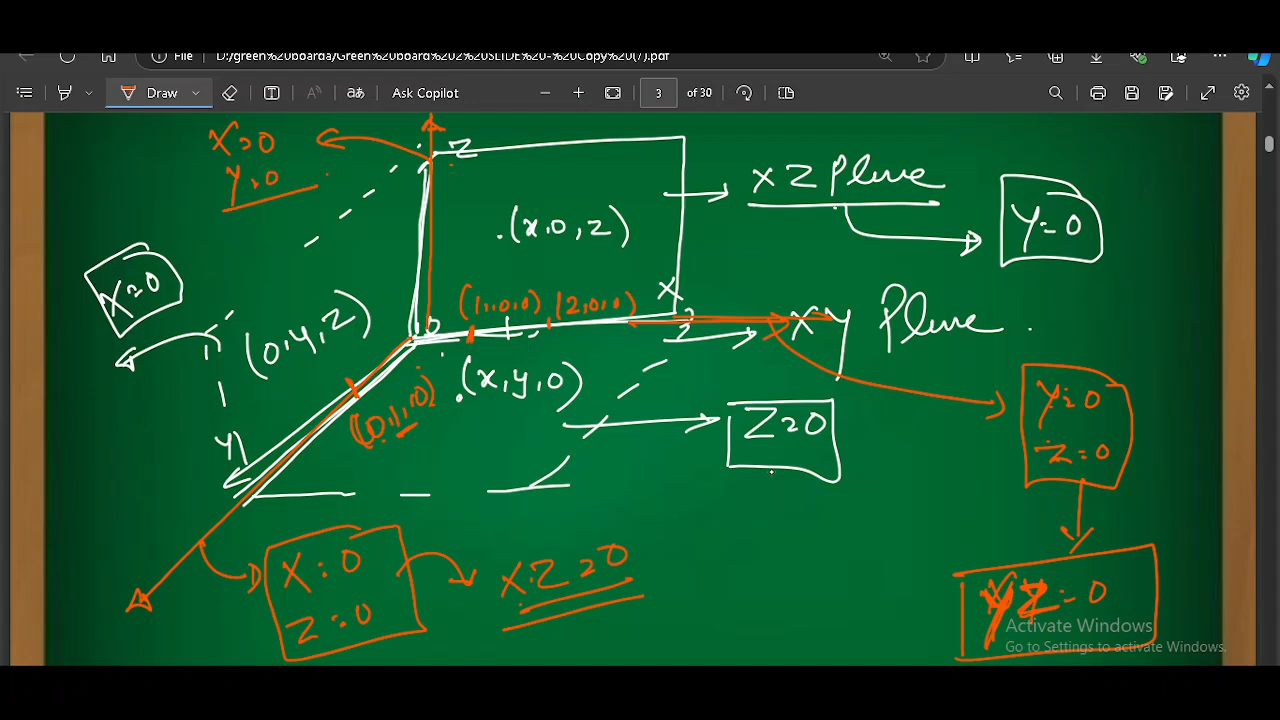 File D:/green%20boarda/Green%20board%202%20SLIDE%20-%20Copy%20(7).pdf
Draw Ask Copilot 3 of 30
X=0
Y=0
Z
XZ Plane
Y=0
.(x,0,z)
X=0
(0,y,z)
X
(1,0,0) (2,0,0)
XY Plane.
0
.(x,y,0)
(0,1,0)
Z=0
Y
Y=0
Z=0
X=0
Z=0
X.Z=0
YZ=0
Activate Windows
Go to Settings to activate Windows.